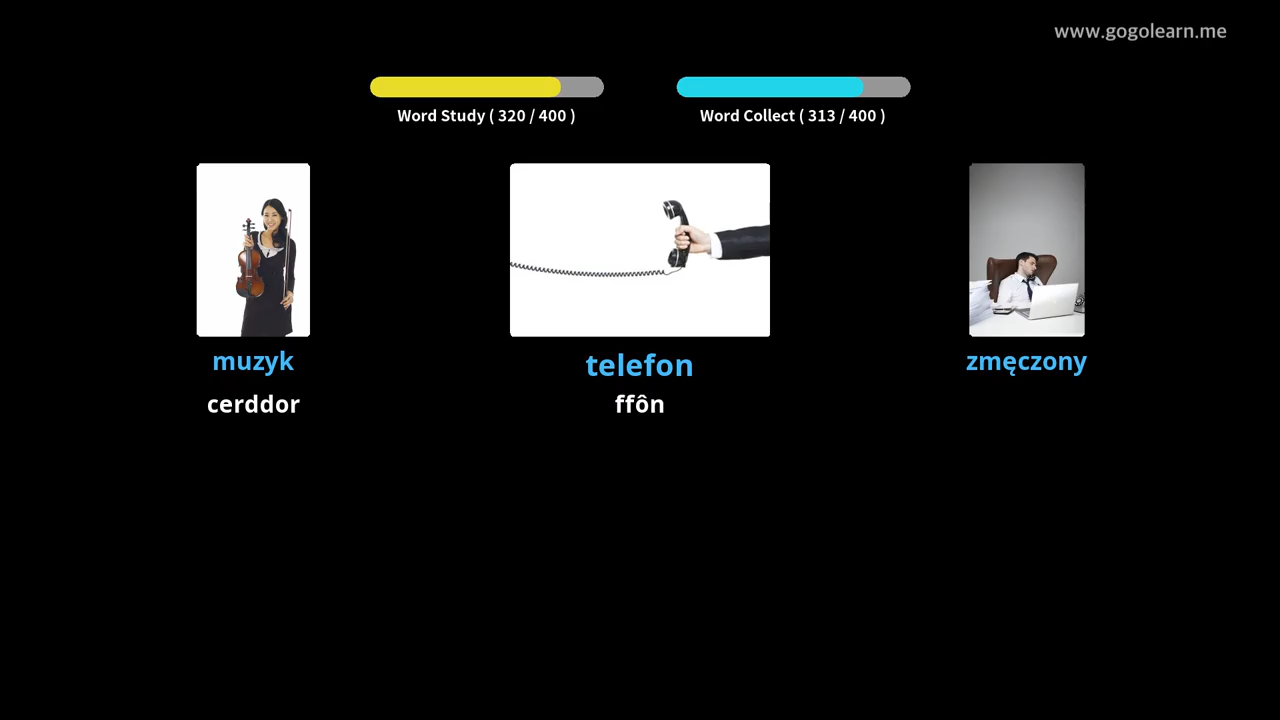 www.gogolearn.me
Word Study ( 320 / 400 )
Word Collect ( 313 / 400 )
muzyk
telefon
zmęczony
cerddor
ffôn